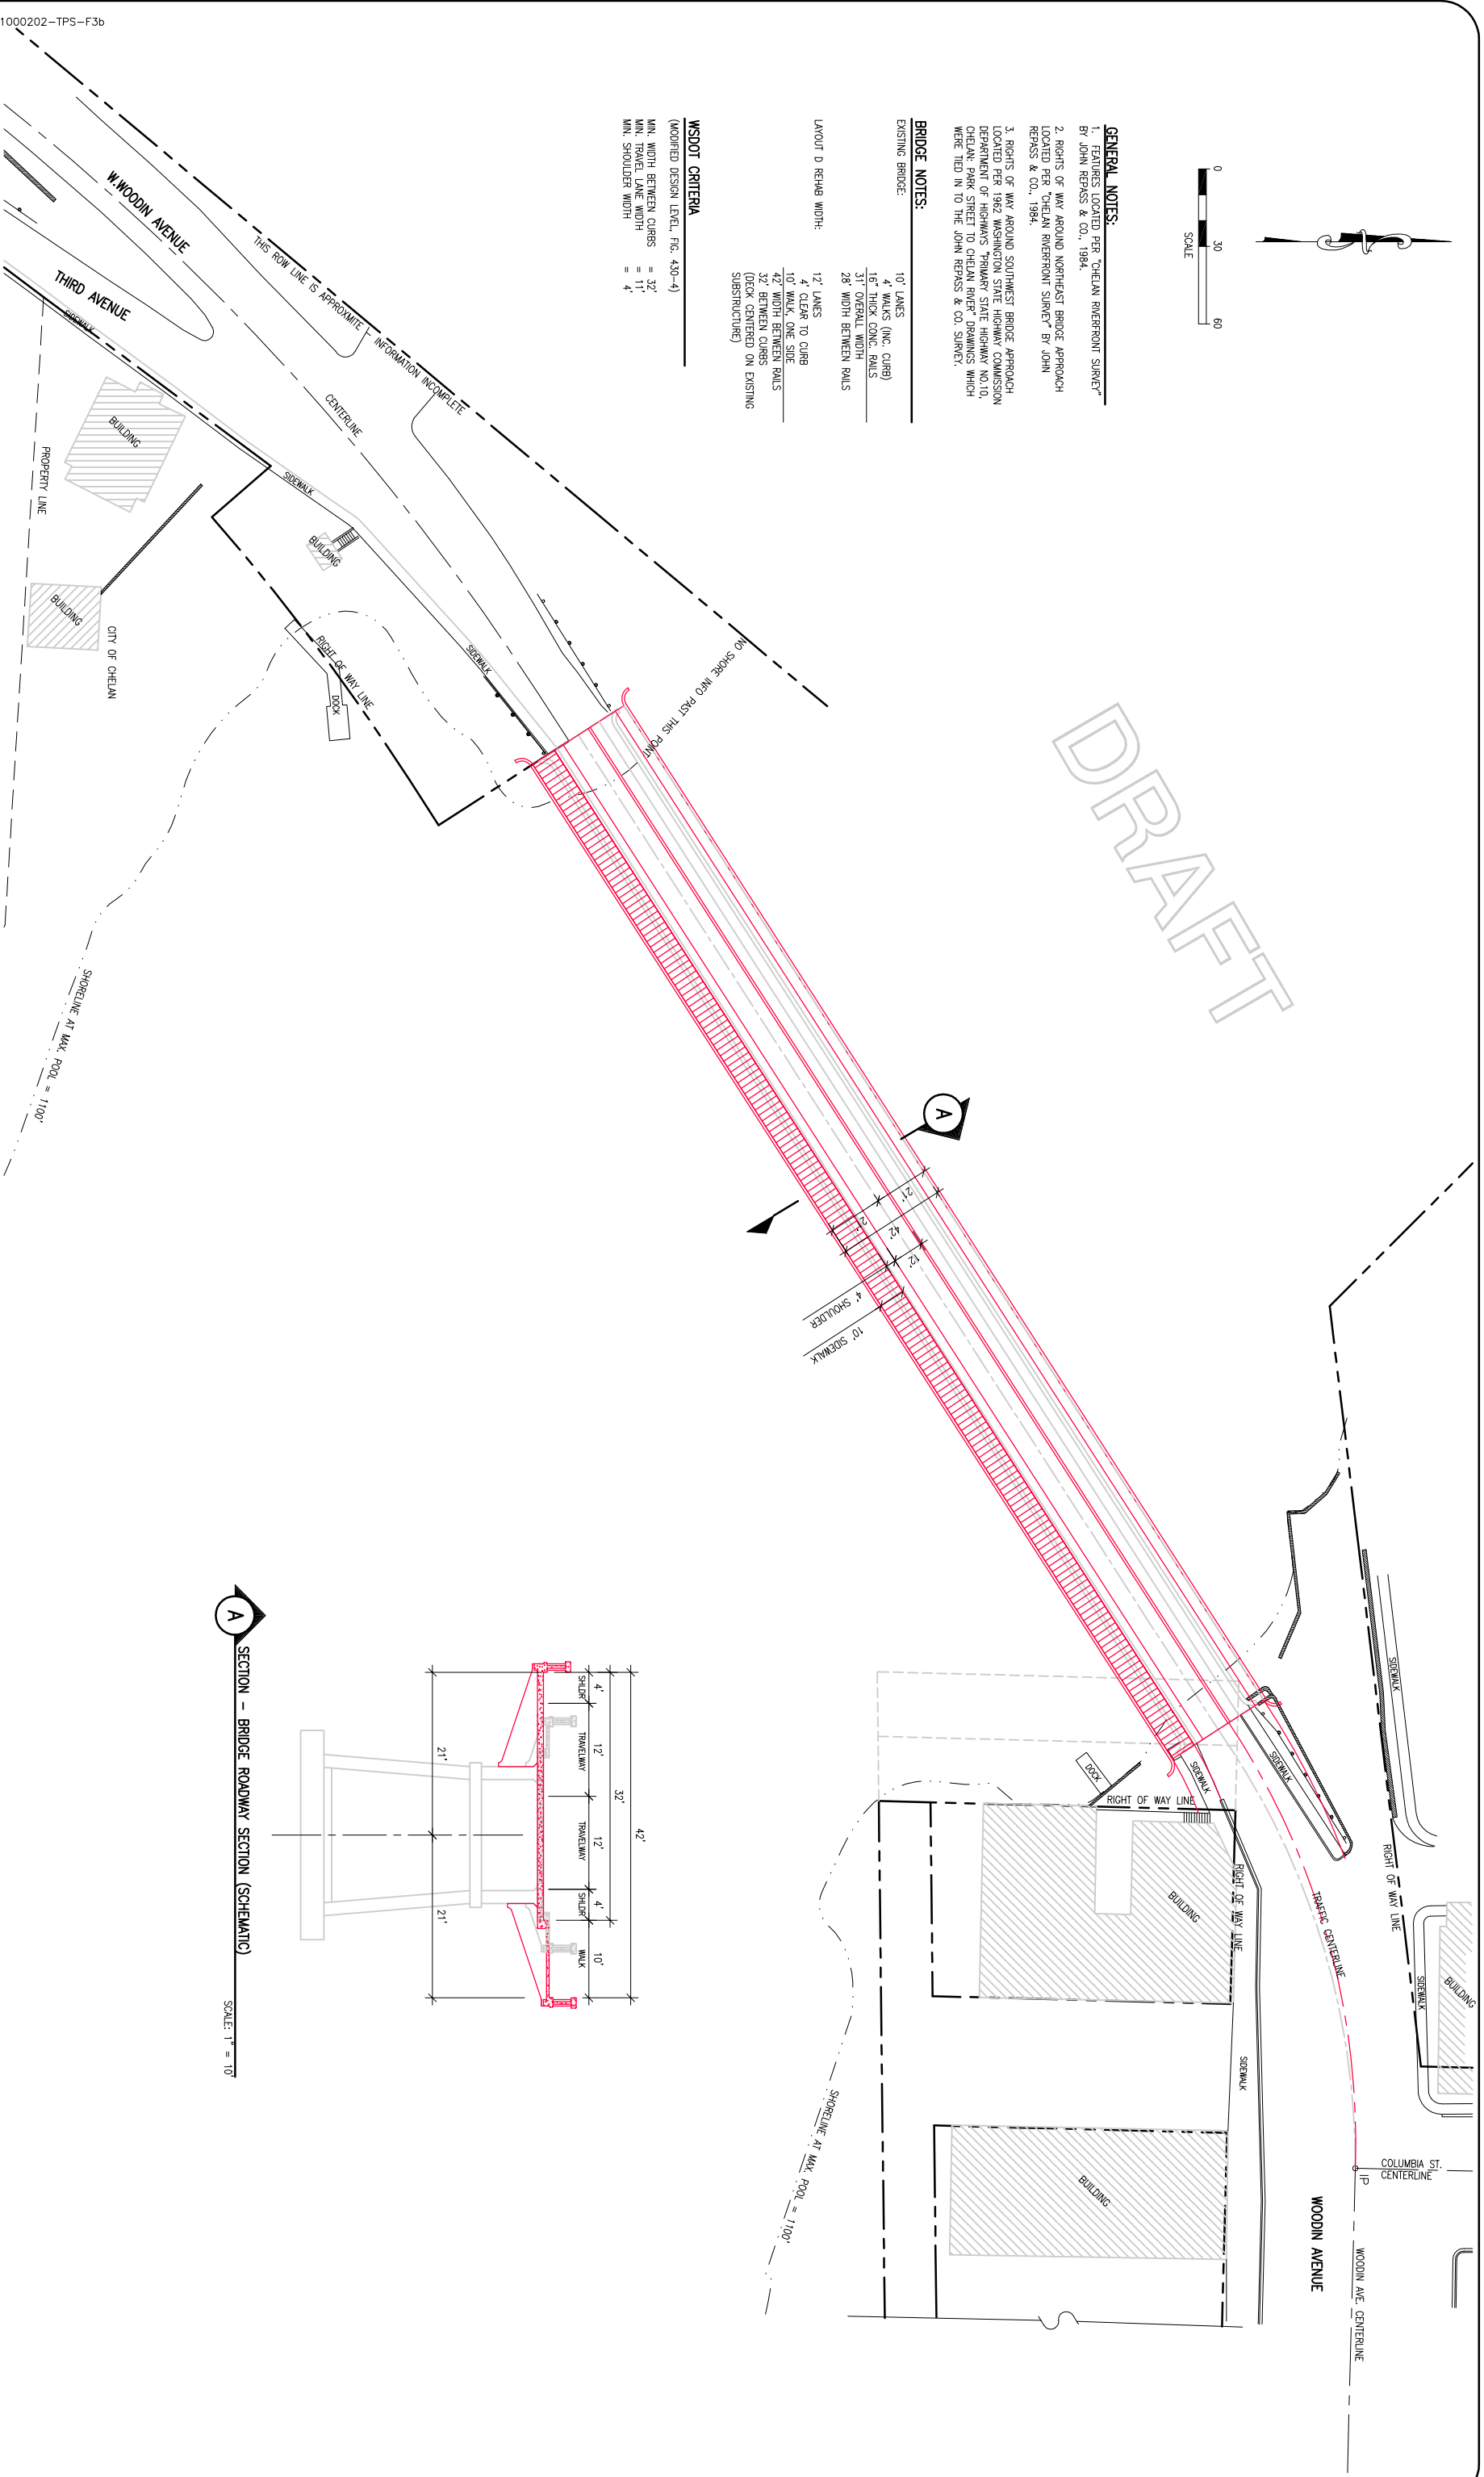 1000202-TPS-F3b
0 30 60
SCALE
GENERAL NOTES:
1. FEATURES LOCATED PER "CHELAN RIVERFRONT SURVEY"
BY JOHN REPASS & CO., 1984.
2. RIGHTS OF WAY AROUND NORTHEAST BRIDGE APPROACH
LOCATED PER "CHELAN RIVERFRONT SURVEY" BY JOHN
REPASS & CO., 1984.
3. RIGHTS OF WAY AROUND SOUTHWEST BRIDGE APPROACH
LOCATED PER 1962 WASHINGTON STATE HIGHWAY COMMISSION
DEPARTMENT OF HIGHWAYS "PRIMARY STATE HIGHWAY NO.10,
CHELAN: PARK STREET TO CHELAN RIVER" DRAWINGS WHICH
WERE TIED IN TO THE JOHN REPASS & CO. SURVEY.
BRIDGE NOTES:
EXISTING BRIDGE:
10' LANES
4' WALKS (INC. CURB)
16" THICK CONC. RAILS
31' OVERALL WIDTH
28' WIDTH BETWEEN RAILS
LAYOUT D REHAB WIDTH:
12' LANES
4' CLEAR TO CURB
10' WALK, ONE SIDE
42' WIDTH BETWEEN RAILS
32' BETWEEN CURBS
(DECK CENTERED ON EXISTING
SUBSTRUCTURE)
WSDOT CRITERIA
(MODIFIED DESIGN LEVEL, FIG. 430-4)
MIN. WIDTH BETWEEN CURBS = 32'
MIN. TRAVEL LANE WIDTH = 11'
MIN. SHOULDER WIDTH = 4'
DRAFT
W.WOODIN AVENUE
THIRD AVENUE
SIDEWALK
THIS ROW LINE IS APPROXMITE - INFORMATION INCOMPLETE
CENTERLINE
SIDEWALK
BUILDING
PROPERTY LINE
BUILDING
BUILDING
CITY OF CHELAN
RIGHT OF WAY LINE
DOCK
SIDEWALK
NO SHORE INFO PAST THIS POINT
SHORELINE AT MAX. POOL = 1100'
A
21'
21'
42'
12'
4' SHOULDER
10' SIDEWALK
SIDEWALK
SIDEWALK
SIDEWALK
DOCK
RIGHT OF WAY LINE
RIGHT OF WAY LINE
RIGHT OF WAY LINE
BUILDING
TRAFFIC CENTERLINE
BUILDING
SIDEWALK
SIDEWALK
BUILDING
SHORELINE AT MAX. POOL = 1100'
COLUMBIA ST.
CENTERLINE
IP
WOODIN AVENUE
WOODIN AVE. CENTERLINE
42'
32'
4' 12' 12' 4' 10'
SHLDR TRAVELWAY TRAVELWAY SHLDR WALK
21' 21'
A
SECTION - BRIDGE ROADWAY SECTION (SCHEMATIC)
SCALE: 1" = 10'